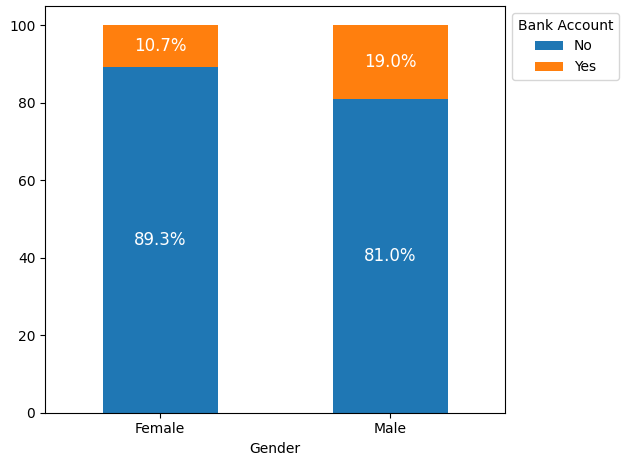 100
80
60
40
20
0
10.7%
19.0%
89.3%
81.0%
Female
Male
Gender
Bank Account
No
Yes